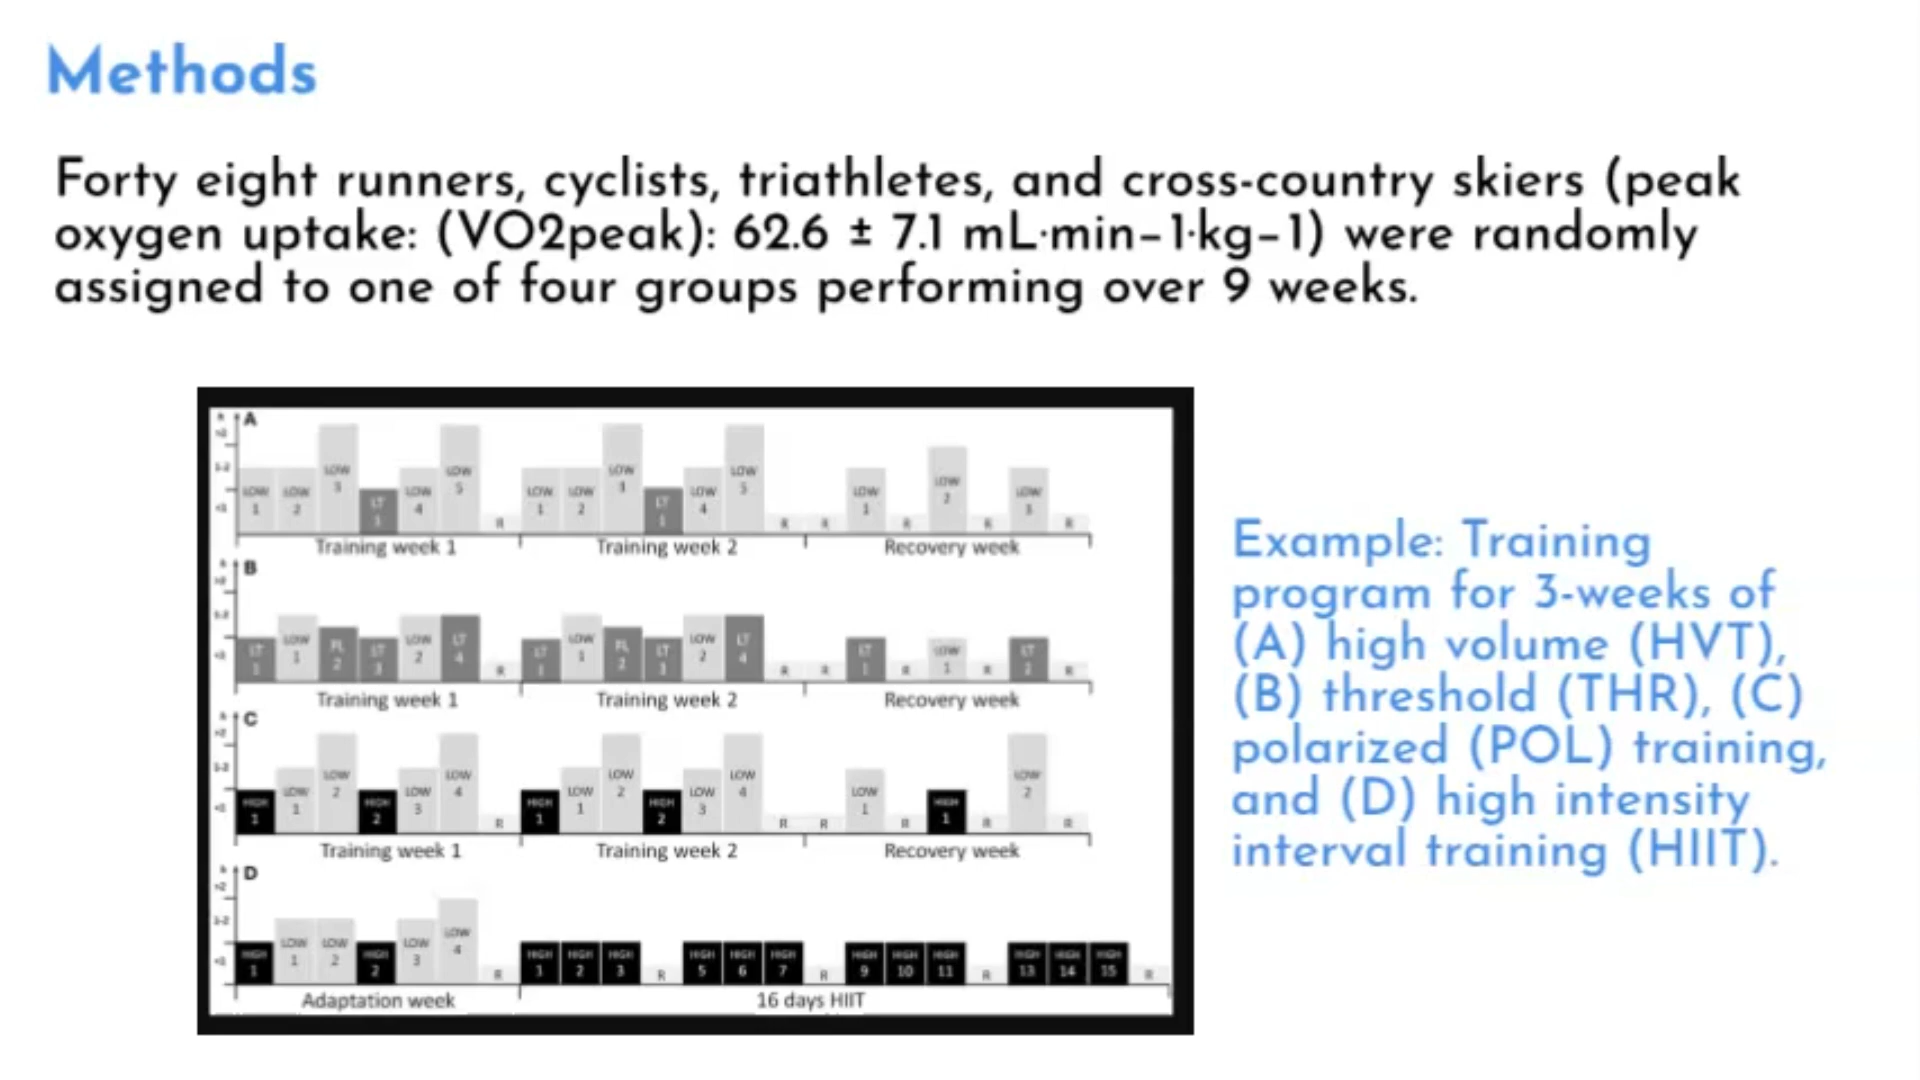 Methods
Forty eight runners, cyclists, triathletes, and cross-country skiers (peak
oxygen uptake: (VO2peak): 62.6 ± 7.1 mL·min−1·kg−1) were randomly
assigned to one of four groups performing over 9 weeks.
A
LOW 1 LOW 2 LOW 3 LT 1 LOW 4 LOW 5 R LOW 1 LOW 2 LOW LT 1 LOW 4 LOW R R LOW 1 R LOW 2 R LOW R
Training week 1 Training week 2 Recovery week
B
LT 1 LOW 1 FL 2 LT 3 LOW 2 LT 4 R LT 1 LOW 1 FL 2 LT LOW 2 LT 4 R R LT 1 R LOW 1 R LT R
Training week 1 Training week 2 Recovery week
C
HIGH 1 LOW 1 LOW 2 HIGH 2 LOW 3 LOW 4 R HIGH 1 LOW 1 LOW 2 HIGH 2 LOW 3 LOW 4 R R LOW 1 R HIGH 1 R LOW 2 R
Training week 1 Training week 2 Recovery week
D
HIGH 1 LOW 1 LOW 2 HIGH 2 LOW 3 LOW 4 R HIGH 1 HIGH 2 HIGH 3 R HIGH 5 HIGH 6 HIGH 7 R HIGH 9 HIGH 10 HIGH 11 R HIGH 13 HIGH 14 HIGH 15 R
Adaptation week 16 days HIIT
Example: Training
program for 3-weeks of
(A) high volume (HVT),
(B) threshold (THR), (C)
polarized (POL) training,
and (D) high intensity
interval training (HIIT).